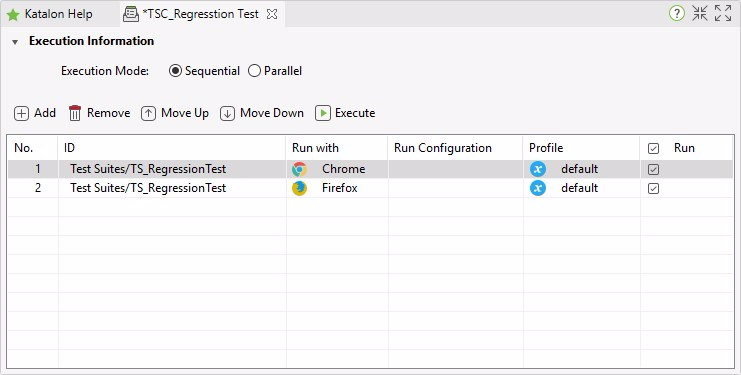 Katalon Help *TSC_Regresstion Test
Execution Information
Execution Mode: Sequential Parallel
Add Remove Move Up Move Down Execute
No. ID Run with Run Configuration Profile Run
1 Test Suites/TS_RegressionTest Chrome default
2 Test Suites/TS_RegressionTest Firefox default